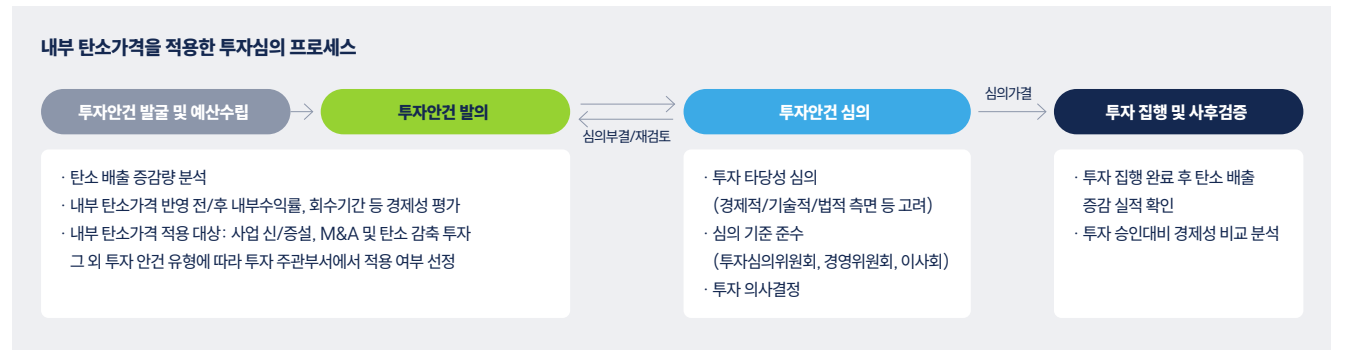 내부 탄소가격을 적용한 투자심의 프로세스
투자안건 발굴 및 예산수립
투자안건 발의
심의부결/재검토
투자안건 심의
심의가결
투자 집행 및 사후검증
· 탄소 배출 증감량 분석
· 내부 탄소가격 반영 전/후 내부수익률, 회수기간 등 경제성 평가
· 내부 탄소가격 적용 대상: 사업 신/증설, M&A 및 탄소 감축 투자
그 외 투자 안건 유형에 따라 투자 주관부서에서 적용 여부 선정
· 투자 타당성 심의
(경제적/기술적/법적 측면 등 고려)
· 심의 기준 준수
(투자심의위원회, 경영위원회, 이사회)
· 투자 의사결정
· 투자 집행 완료 후 탄소 배출
증감 실적 확인
· 투자 승인대비 경제성 비교 분석